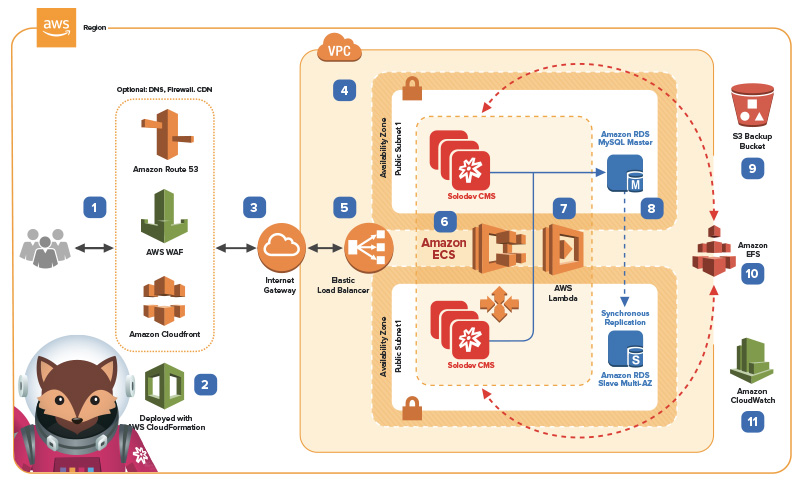 aws
Region
VPC
Optional: DNS, Firewall. CDN
4
Availability Zone
Public Subnet 1
Amazon RDS
MySQL Master
M
Solodev CMS
S3 Backup
Bucket
9
Amazon Route 53
1
3
5
6
7
8
AWS WAF
Amazon
ECS
Amazon
EFS
10
Internet
Gateway
Elastic
Load Balancer
AWS
Lambda
Amazon Cloudfront
Availability Zone
Public Subnet1
Solodev CMS
Synchronous
Replication
S
Amazon RDS
Slave Multi-AZ
2
Deployed with
AWS CloudFormation
Amazon
CloudWatch
11